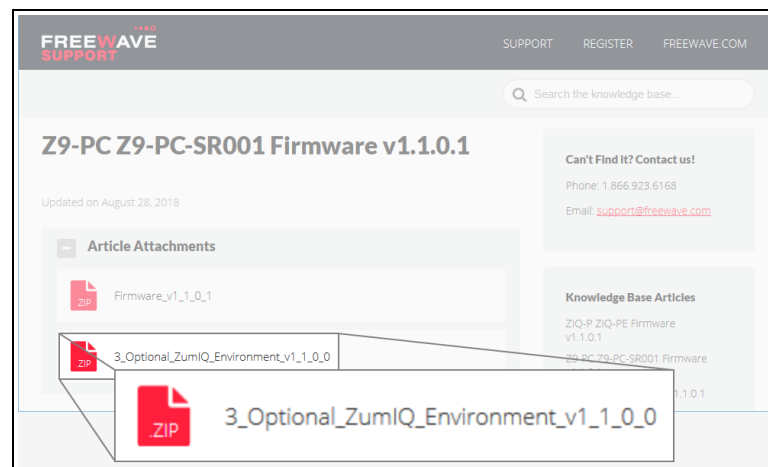 FREEWAVE
SUPPORT
SUPPORT REGISTER FREEWAVE.COM
Search the knowledge base...
Z9-PC Z9-PC-SR001 Firmware v1.1.0.1
Updated on August 28, 2018
Article Attachments
.ZIP
Firmware_v1_1_0_1
.ZIP
3_Optional_ZumIQ_Environment_v1_1_0_0
Can't Find It? Contact us!
Phone: 1.866.923.6168
Email: support@freewave.com
Knowledge Base Articles
ZIQ-P ZIQ-PE Firmware
v1.1.0.1
Z9-PC Z9-PC-SR001 Firmware
1.1.0.1
.ZIP
3_Optional_ZumIQ_Environment_v1_1_0_0